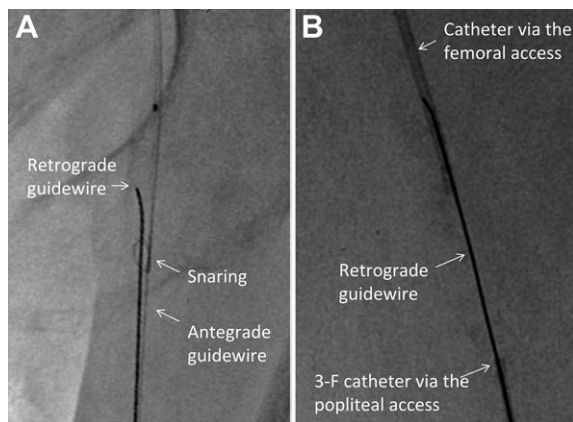 A
Retrograde
guidewire
Snaring
Antegrade
guidewire
B
Catheter via the
femoral access
Retrograde
guidewire
3-F catheter via the
popliteal access